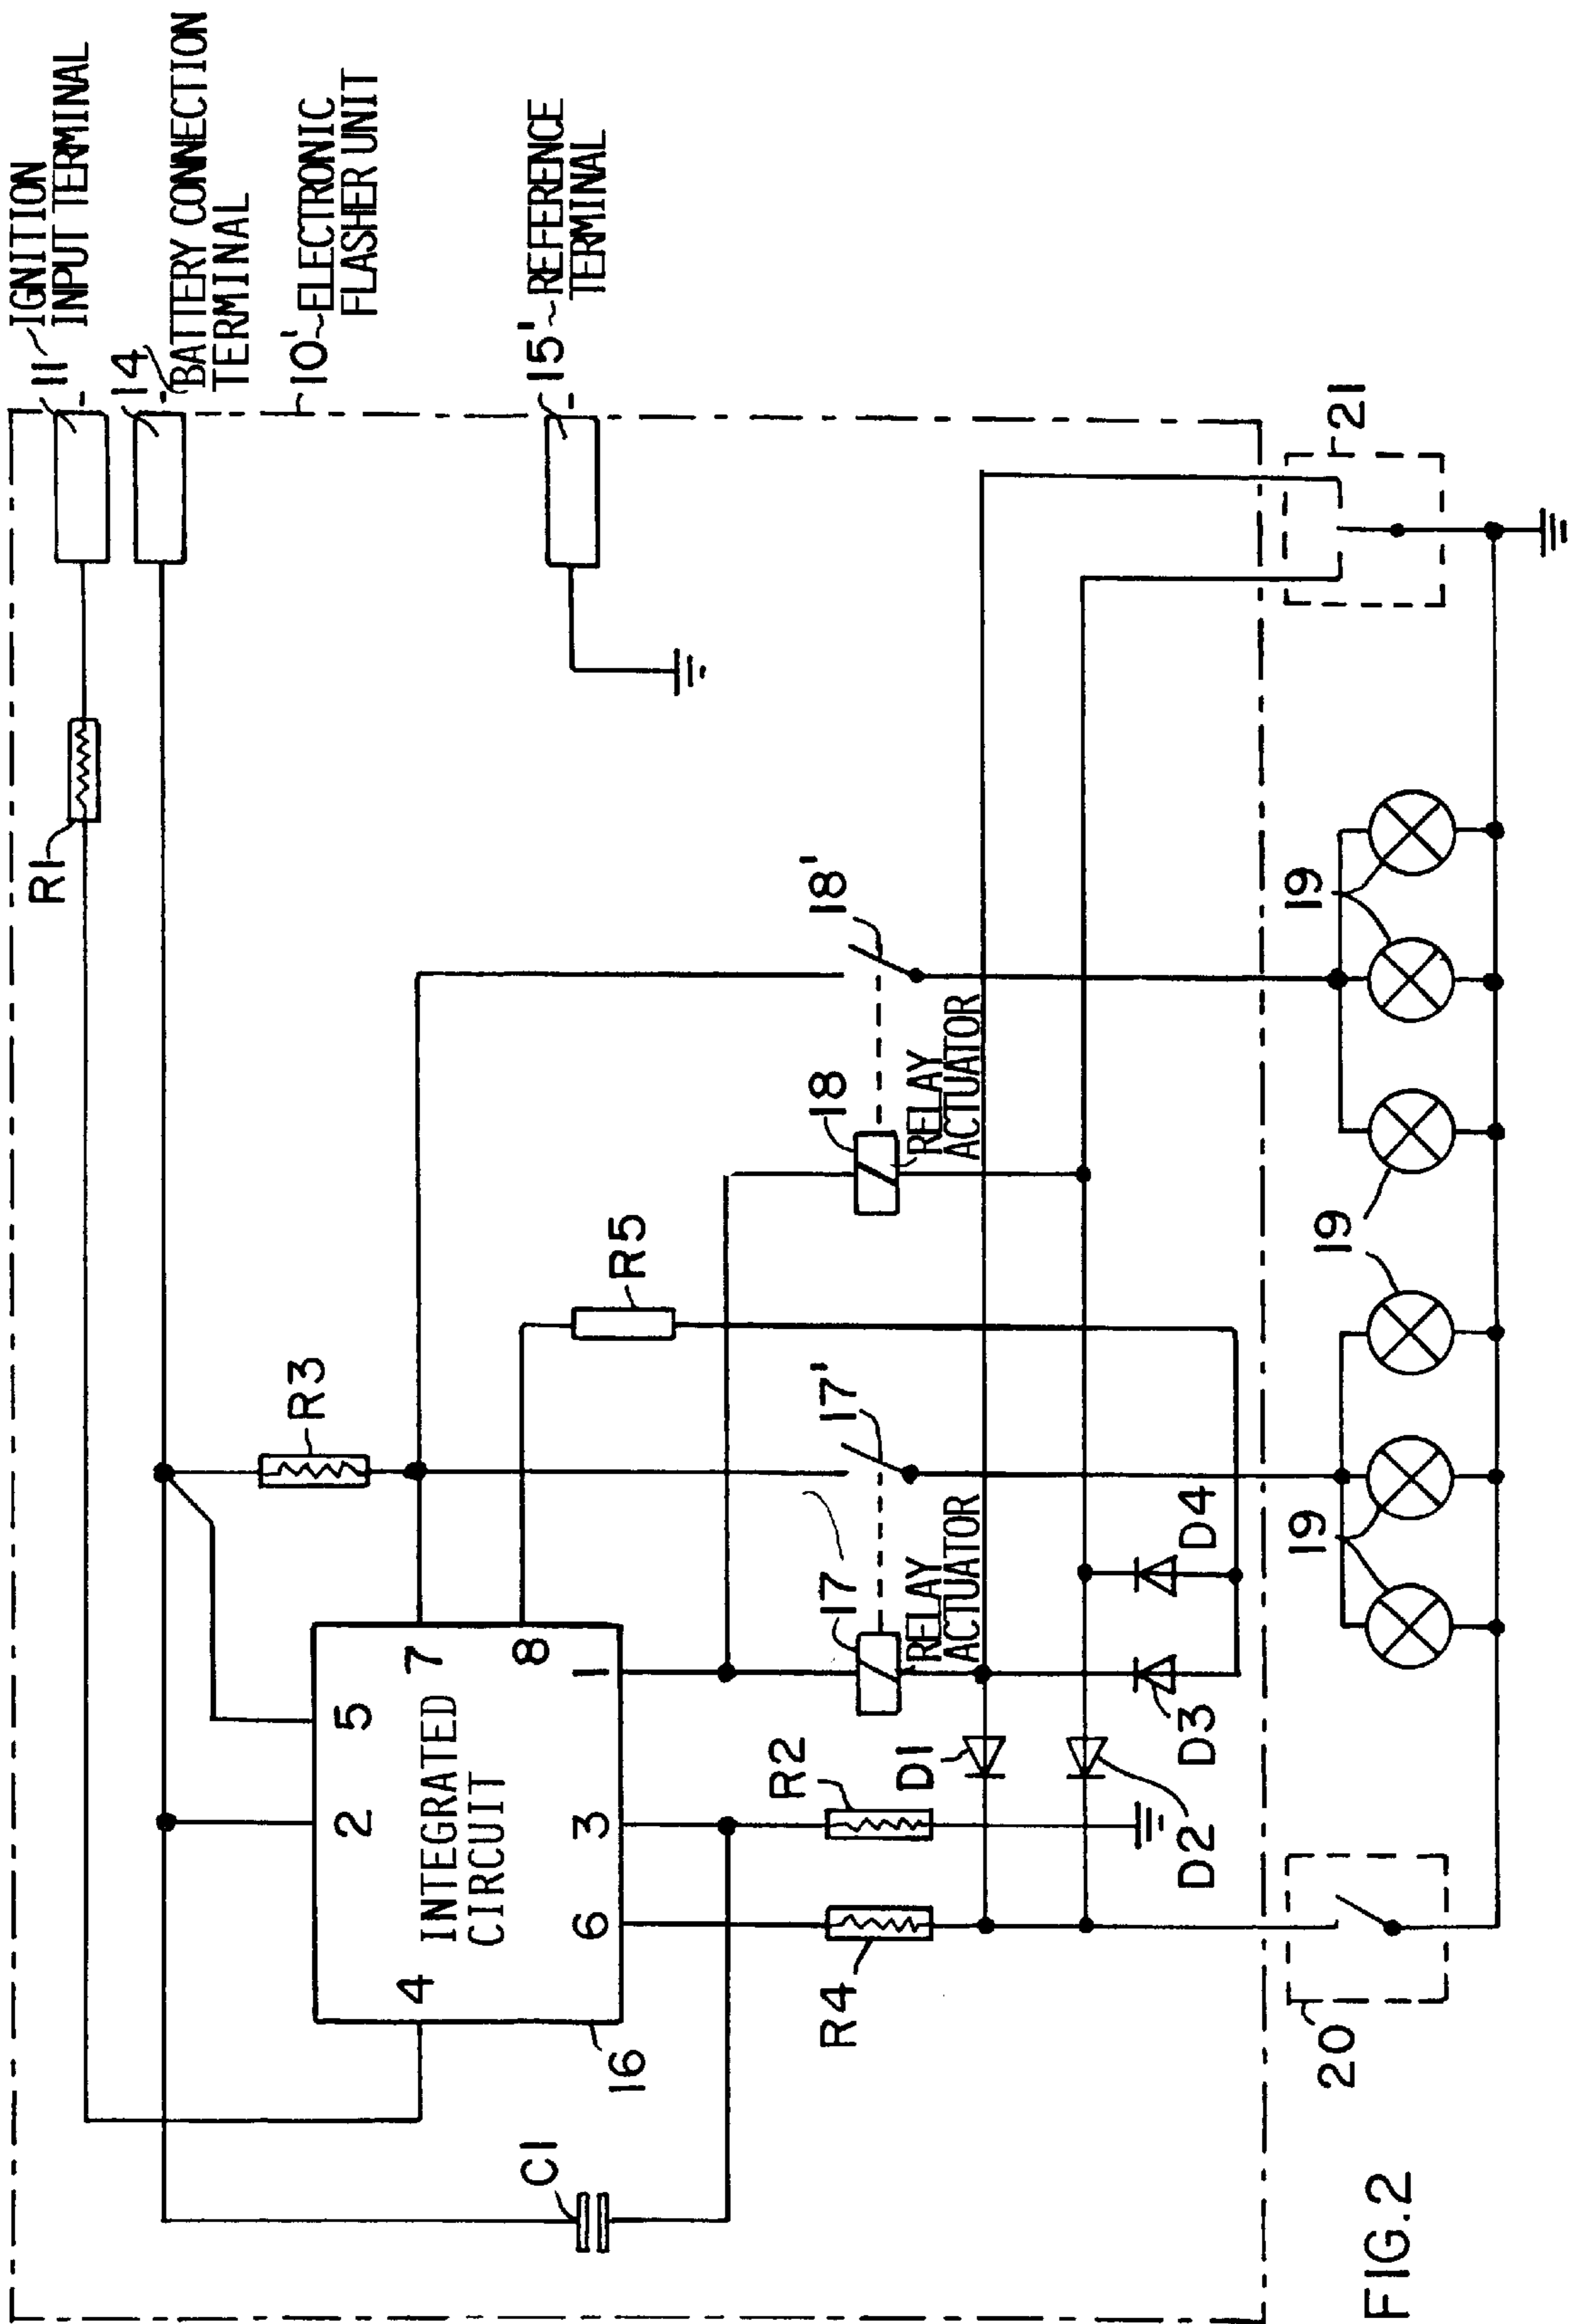 11 IGNITION
INPUT TERMINAL
14 BATTERY CONNECTION
TERMINAL
10' ELECTRONIC
FLASHER UNIT
15' REFERENCE
TERMINAL
R1
R3
5
2
7
4
8
INTEGRATED
CIRCUIT
1
3
6
16
C1
R5
R2
R4
17
17'
RELAY
ACTUATOR
18
18'
RELAY
ACTUATOR
D1
D2
D3
D4
20
21
19
19
19
19
FIG.2